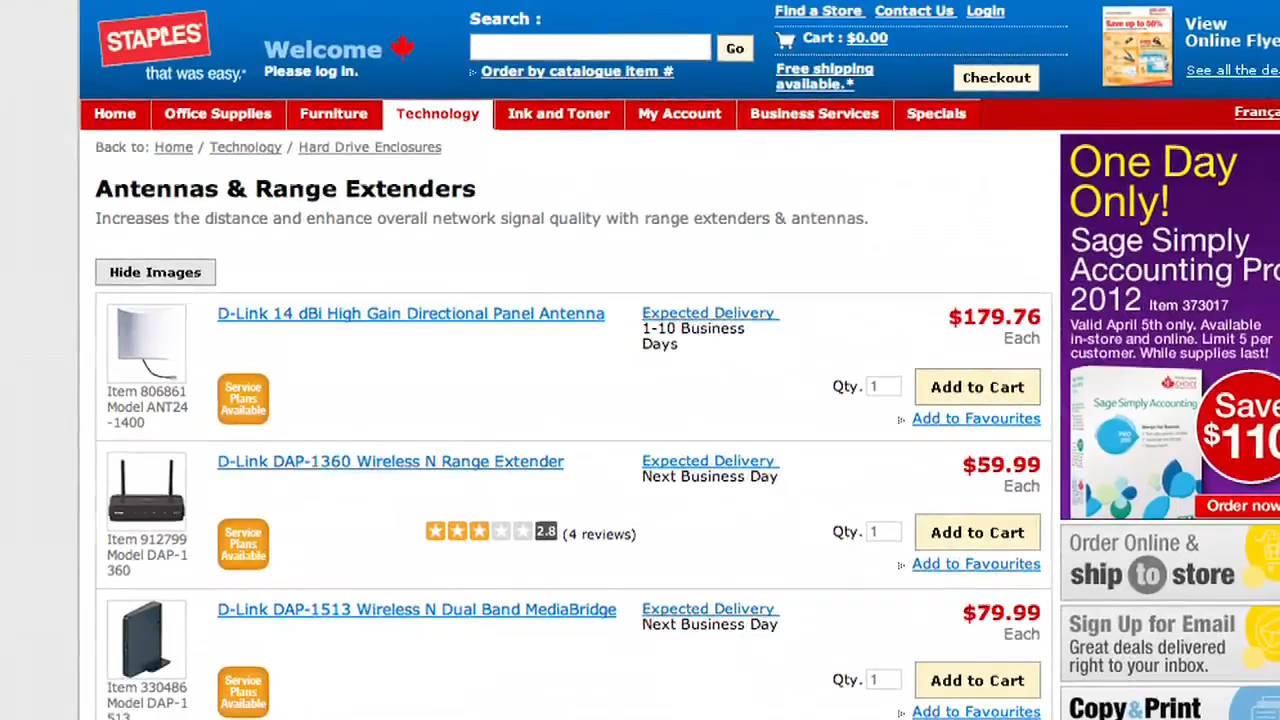 STAPLES
that was easy.™
Welcome
Please log in.
Search :
Go
Order by catalogue item #
Find a Store Contact Us Login
Cart : $0.00
Free shipping
available.*
Checkout
Save up to 50%
View
Online Flye
See all the de
Home Office Supplies Furniture Technology Ink and Toner My Account Business Services Specials
França
Back to: Home / Technology / Hard Drive Enclosures
Antennas & Range Extenders
Increases the distance and enhance overall network signal quality with range extenders & antennas.
Hide Images
D-Link 14 dBi High Gain Directional Panel Antenna
Expected Delivery
1-10 Business
Days
$179.76
Each
Item 806861
Model ANT24
-1400
Service
Plans
Available
Qty. 1
Add to Cart
Add to Favourites
D-Link DAP-1360 Wireless N Range Extender
Expected Delivery
Next Business Day
$59.99
Each
Item 912799
Model DAP-1
360
Service
Plans
Available
2.8 (4 reviews)
Qty. 1
Add to Cart
Add to Favourites
D-Link DAP-1513 Wireless N Dual Band MediaBridge
Expected Delivery
Next Business Day
$79.99
Each
Item 330486
Model DAP-1
513
Service
Plans
Available
Qty. 1
Add to Cart
Add to Favourites
One Day
Only!
Sage Simply
Accounting Pro
2012 Item 373017
Valid April 5th only. Available
in-store and online. Limit 5 per
customer. While supplies last!
Sage Simply Accounting
Save
$110
Order now
Order Online &
ship to store
Sign Up for Email
Great deals delivered
right to your inbox.
Copy&Print